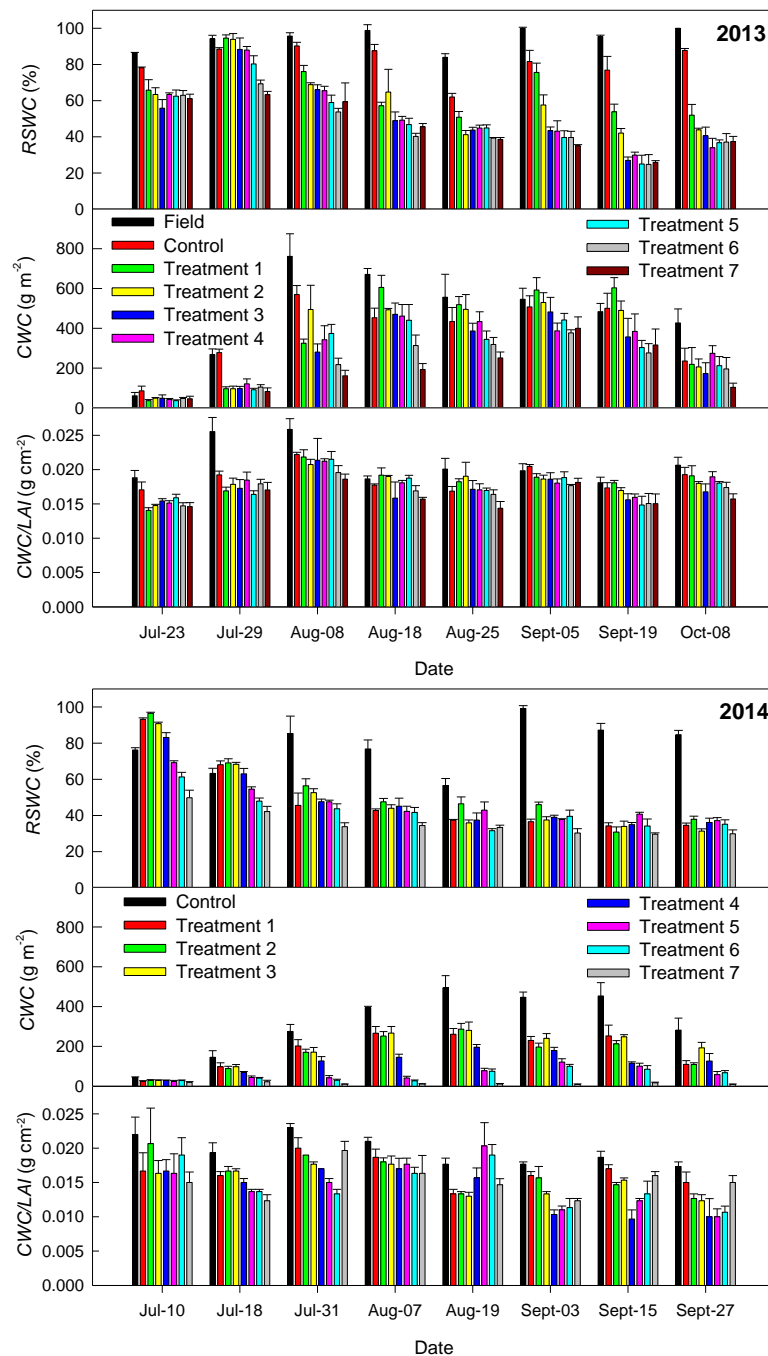 2013
RSWC (%)
100
80
60
40
20
0
CWC (g m-2)
800
600
400
200
0
Field
Control
Treatment 1
Treatment 2
Treatment 3
Treatment 4
Treatment 5
Treatment 6
Treatment 7
CWC/LAI (g cm-2)
0.025
0.020
0.015
0.010
0.005
0.000
Jul-23 Jul-29 Aug-08 Aug-18 Aug-25 Sept-05 Sept-19 Oct-08
Date
2014
RSWC (%)
100
80
60
40
20
0
CWC (g m-2)
800
600
400
200
0
Control
Treatment 1
Treatment 2
Treatment 3
Treatment 4
Treatment 5
Treatment 6
Treatment 7
CWC/LAI (g cm-2)
0.025
0.020
0.015
0.010
0.005
0.000
Jul-10 Jul-18 Jul-31 Aug-07 Aug-19 Sept-03 Sept-15 Sept-27
Date